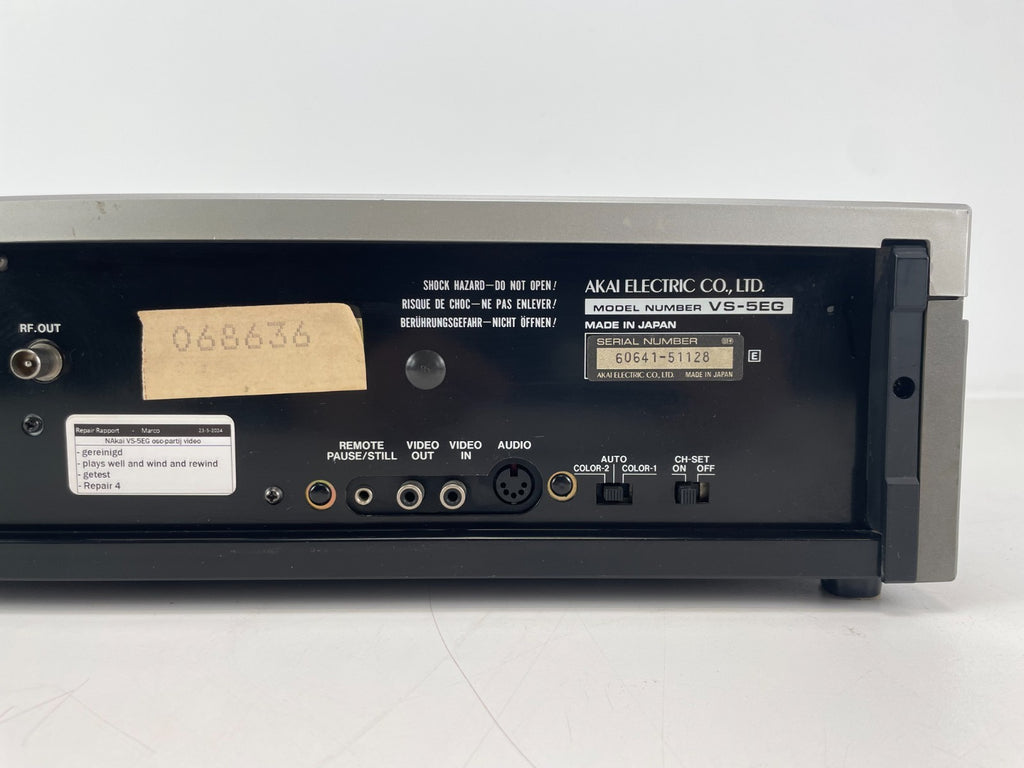 SHOCK HAZARD—DO NOT OPEN!
RISQUE DE CHOC—NE PAS ENLEVER!
BERÜHRUNGSGEFAHR—NICHT ÖFFNEN!
AKAI ELECTRIC CO., LTD.
MODEL NUMBER VS-5EG
MADE IN JAPAN
SERIAL NUMBER
60641-51128
AKAI ELECTRIC CO., LTD. MADE IN JAPAN
E
RF.OUT
068636
Repair Rapport - Marco 23-5-2024
NAkai VS-5EG oso-partij video
- gereinigd
- plays well and wind and rewind
- getest
- Repair 4
REMOTE
PAUSE/STILL
VIDEO
OUT
VIDEO
IN
AUDIO
AUTO
COLOR-2 COLOR-1
CH-SET
ON OFF